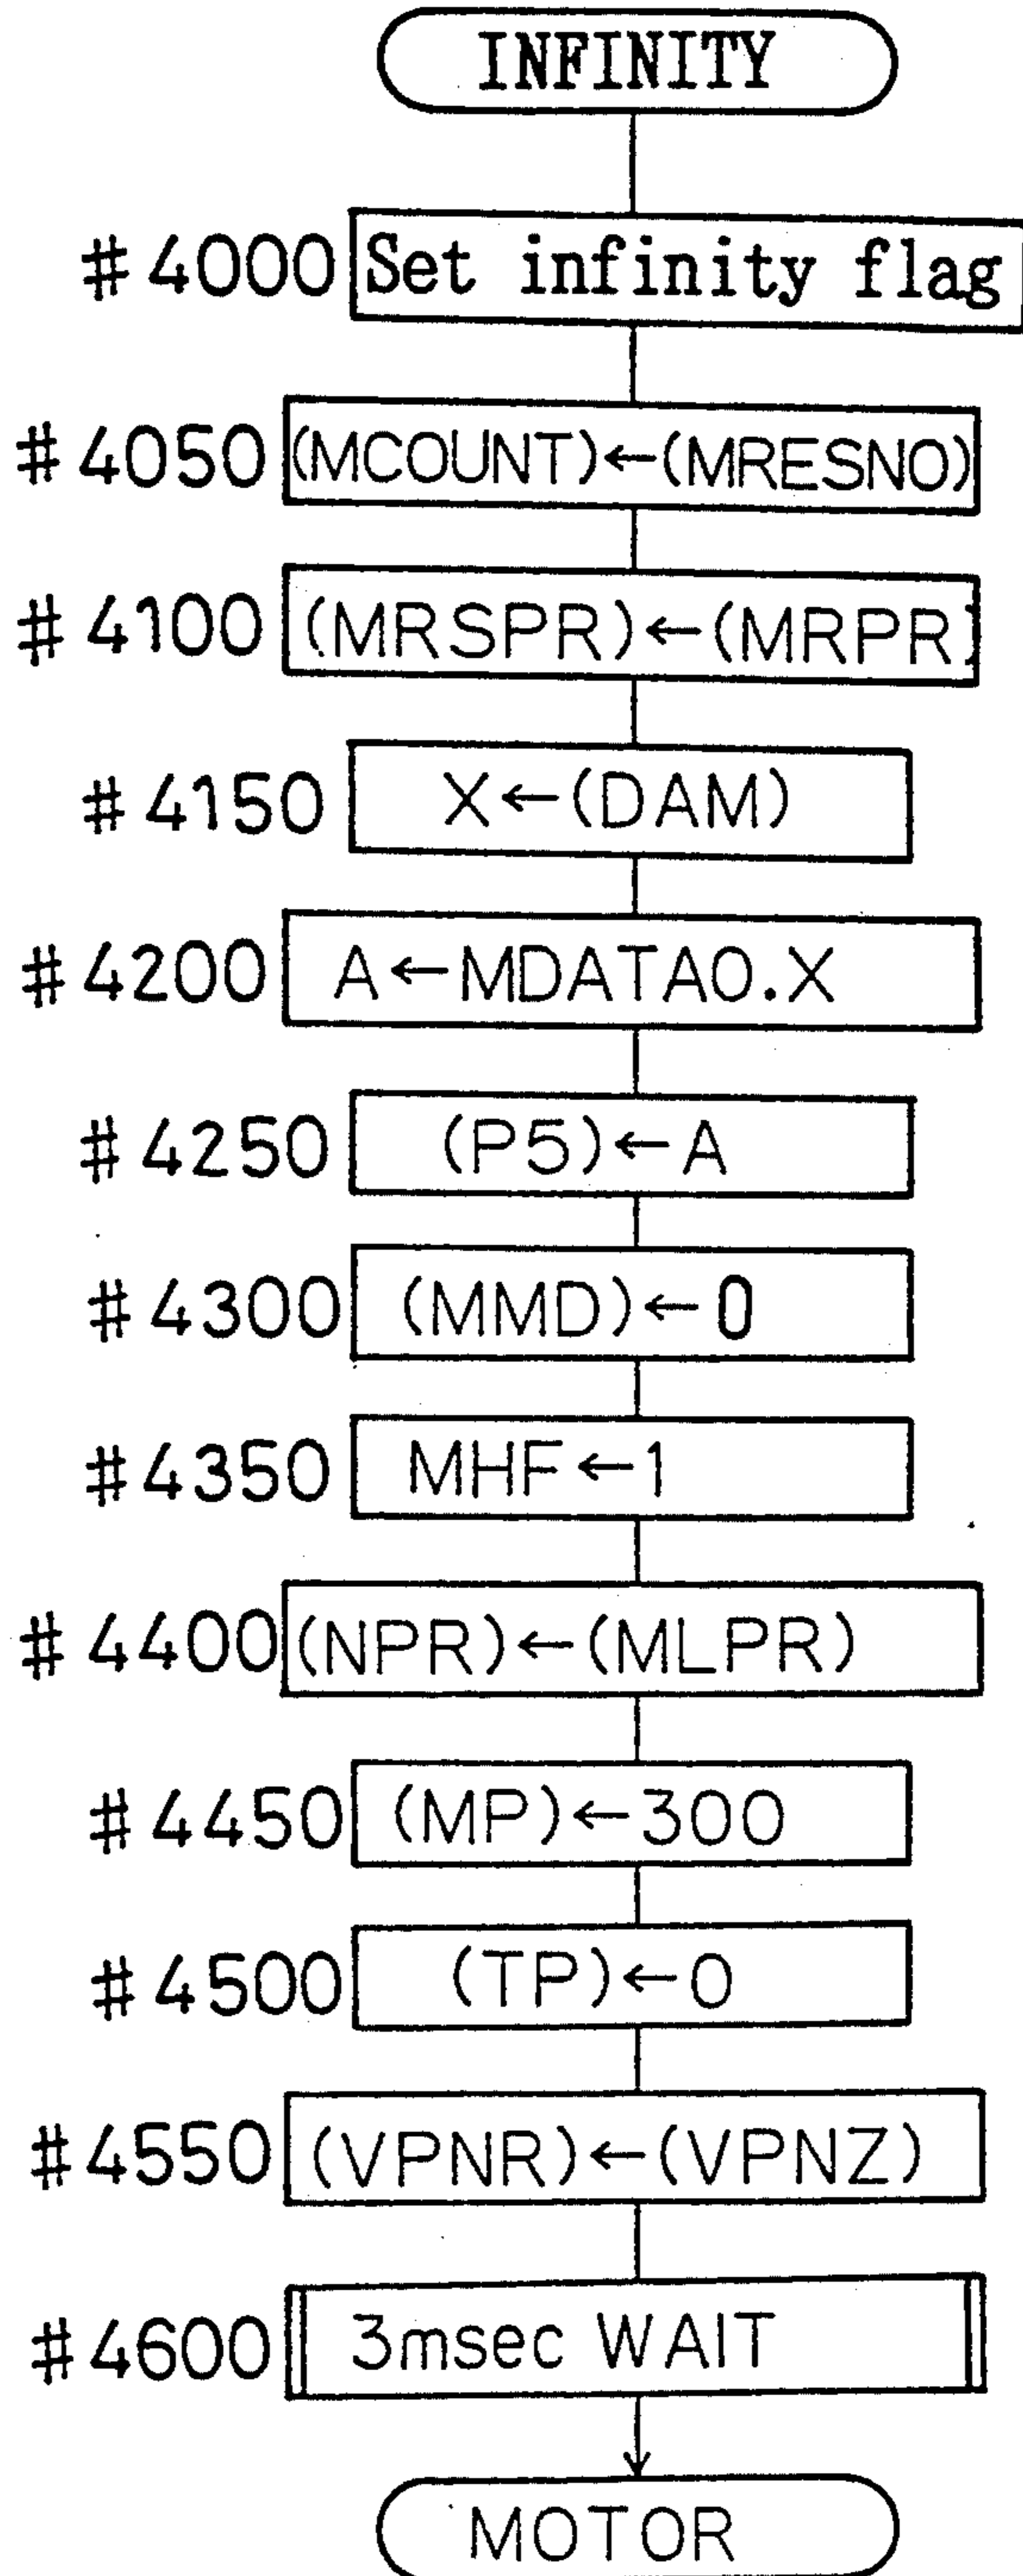 INFINITY
#4000 Set infinity flag
#4050 (MCOUNT)←(MRESNO)
#4100 (MRSPR)←(MRPR)
#4150 X←(DAM)
#4200 A←MDATA0.X
#4250 (P5)←A
#4300 (MMD)←0
#4350 MHF←1
#4400 (NPR)←(MLPR)
#4450 (MP)←300
#4500 (TP)←0
#4550 (VPNR)←(VPNZ)
#4600 3msec WAIT
MOTOR